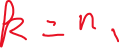 k = n,